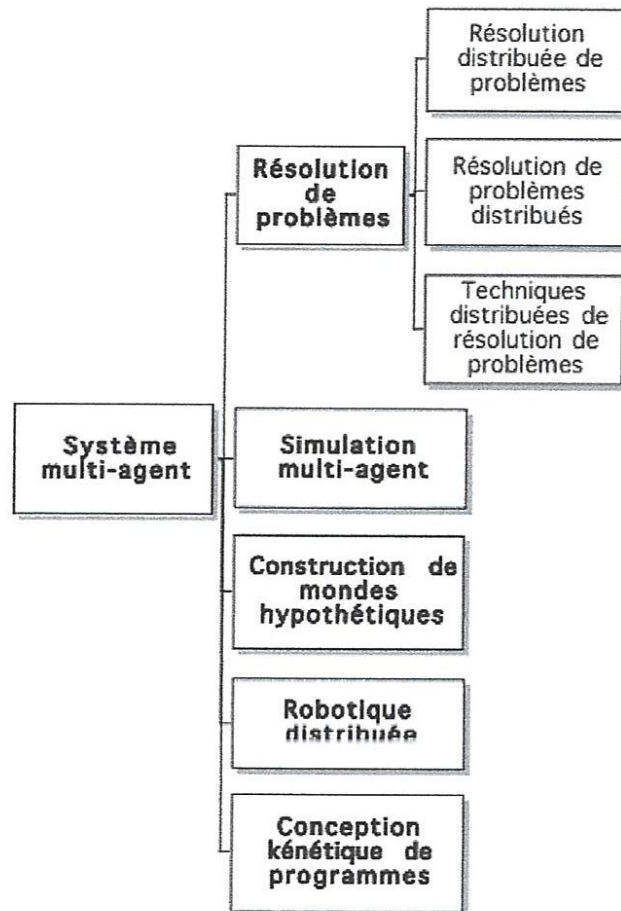 Résolution
distribuée de
problèmes
Résolution
de
problèmes
Résolution de
problèmes
distribués
Techniques
distribuées de
résolution de
problèmes
Système
multi-agent
Simulation
multi-agent
Construction de
mondes
hypothétiques
Robotique
distribuée
Conception
kénétique de
programmes